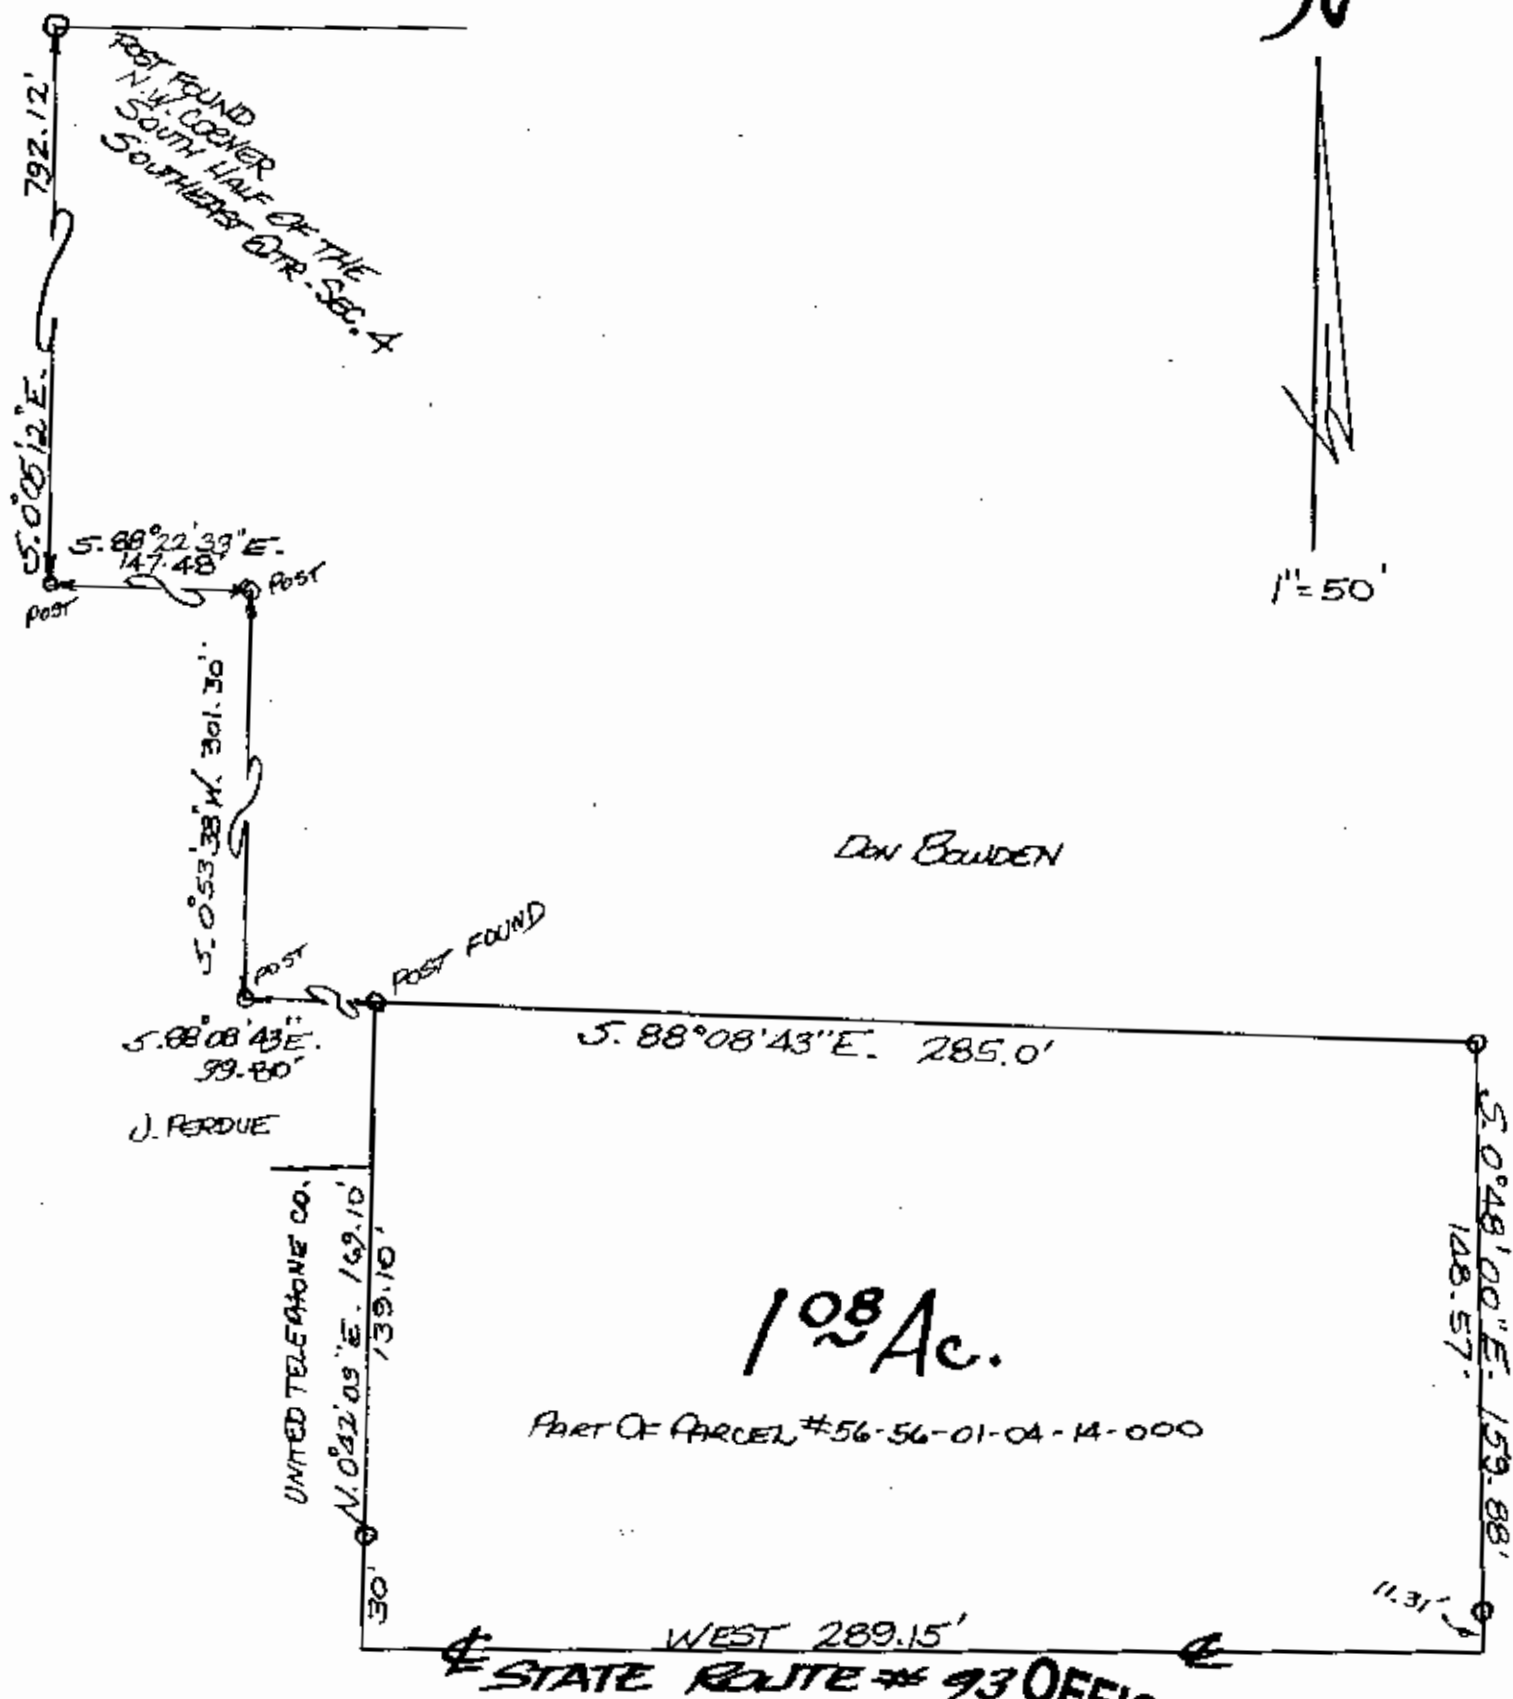 N
792.12'
POST FOUND
N.W. CORNER
SOUTH HALF OF THE
SOUTHEAST QTR. SEC. 4
S. 0°05'12"E.
1"=50'
S. 88°22'33"E.
147.48'
POST
POST
S. 0°53'38"W. 301.30'
DON BOWDEN
POST
POST FOUND
S. 88°08'43"E.
99.80'
S. 88°08'43"E. 285.0'
J. PERDUE
UNITED TELEPHONE CO.
N. 0°42'03"E. 169.10'
139.10'
S. 0°48'00"E. 159.88'
148.57'
1 08 Ac.
PART OF PARCEL #56-56-01-04-14-000
30'
11.31'
WEST 289.15'
℄ ℄
STATE ROUTE # 93